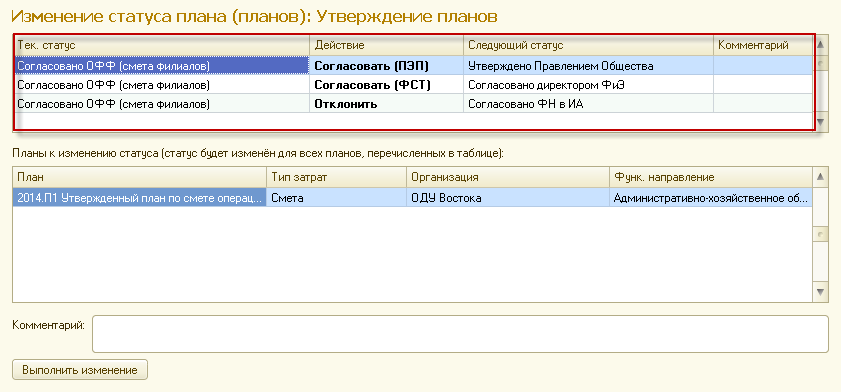 Изменение статуса плана (планов): Утверждение планов
Тек. статус Действие Следующий статус Комментарий
Согласовано ОФФ (смета филиалов) Согласовать (ПЭП) Утверждено Правлением Общества
Согласовано ОФФ (смета филиалов) Согласовать (ФСТ) Согласовано директором ФиЭ
Согласовано ОФФ (смета филиалов) Отклонить Согласовано ФН в ИА
Планы к изменению статуса (статус будет изменён для всех планов, перечисленных в таблице):
План Тип затрат Организация Функ. направление
2014.П1 Утвержденный план по смете операц... Смета ОДУ Востока Административно-хозяйственное об...
Комментарий:
Выполнить изменение